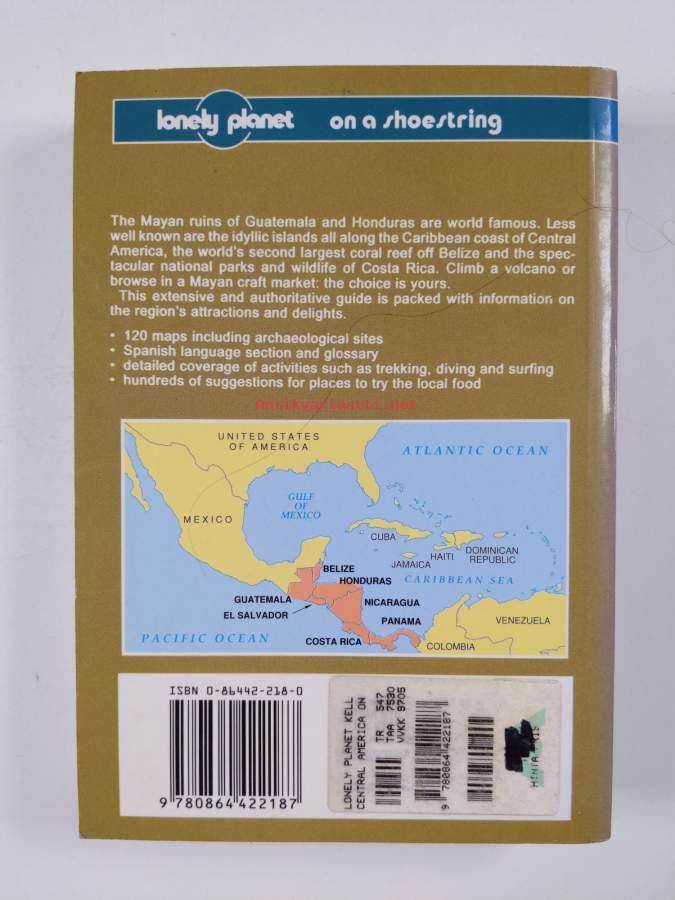 lonely planet on a shoestring
The Mayan ruins of Guatemala and Honduras are world famous. Less
well known are the idyllic islands all along the Caribbean coast of Central
America, the world's second largest coral reef off Belize and the spec-
tacular national parks and wildlife of Costa Rica. Climb a volcano or
browse in a Mayan craft market: the choice is yours.
This extensive and authoritative guide is packed with information on
the region's attractions and delights.
• 120 maps including archaeological sites
• Spanish language section and glossary
• detailed coverage of activities such as trekking, diving and surfing
• hundreds of suggestions for places to try the local food
Antikvariaatti.net
UNITED STATES
OF AMERICA
ATLANTIC OCEAN
GULF
OF
MEXICO
MEXICO
CUBA
HAITI
DOMINICAN
REPUBLIC
JAMAICA
BELIZE
HONDURAS
CARIBBEAN SEA
GUATEMALA
NICARAGUA
EL SALVADOR
PANAMA
VENEZUELA
PACIFIC OCEAN
COSTA RICA
COLOMBIA
ISBN 0-86442-218-0
9 780864 422187
LONELY PLANET KELL
CENTRAL AMERICA ON
TR 547
TAA 7530
VVKK 9705
9 780864 422187